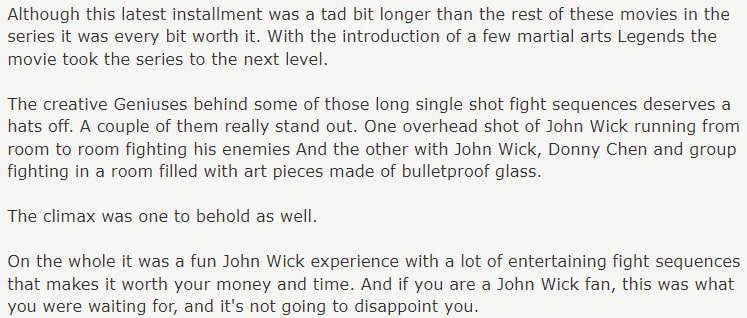 Although this latest installment was a tad bit longer than the rest of these movies in the
series it was every bit worth it. With the introduction of a few martial arts Legends the
movie took the series to the next level.
The creative Geniuses behind some of those long single shot fight sequences deserves a
hats off. A couple of them really stand out. One overhead shot of John Wick running from
room to room fighting his enemies And the other with John Wick, Donny Chen and group
fighting in a room filled with art pieces made of bulletproof glass.
The climax was one to behold as well.
On the whole it was a fun John Wick experience with a lot of entertaining fight sequences
that makes it worth your money and time. And if you are a John Wick fan, this was what
you were waiting for, and it's not going to disappoint you.